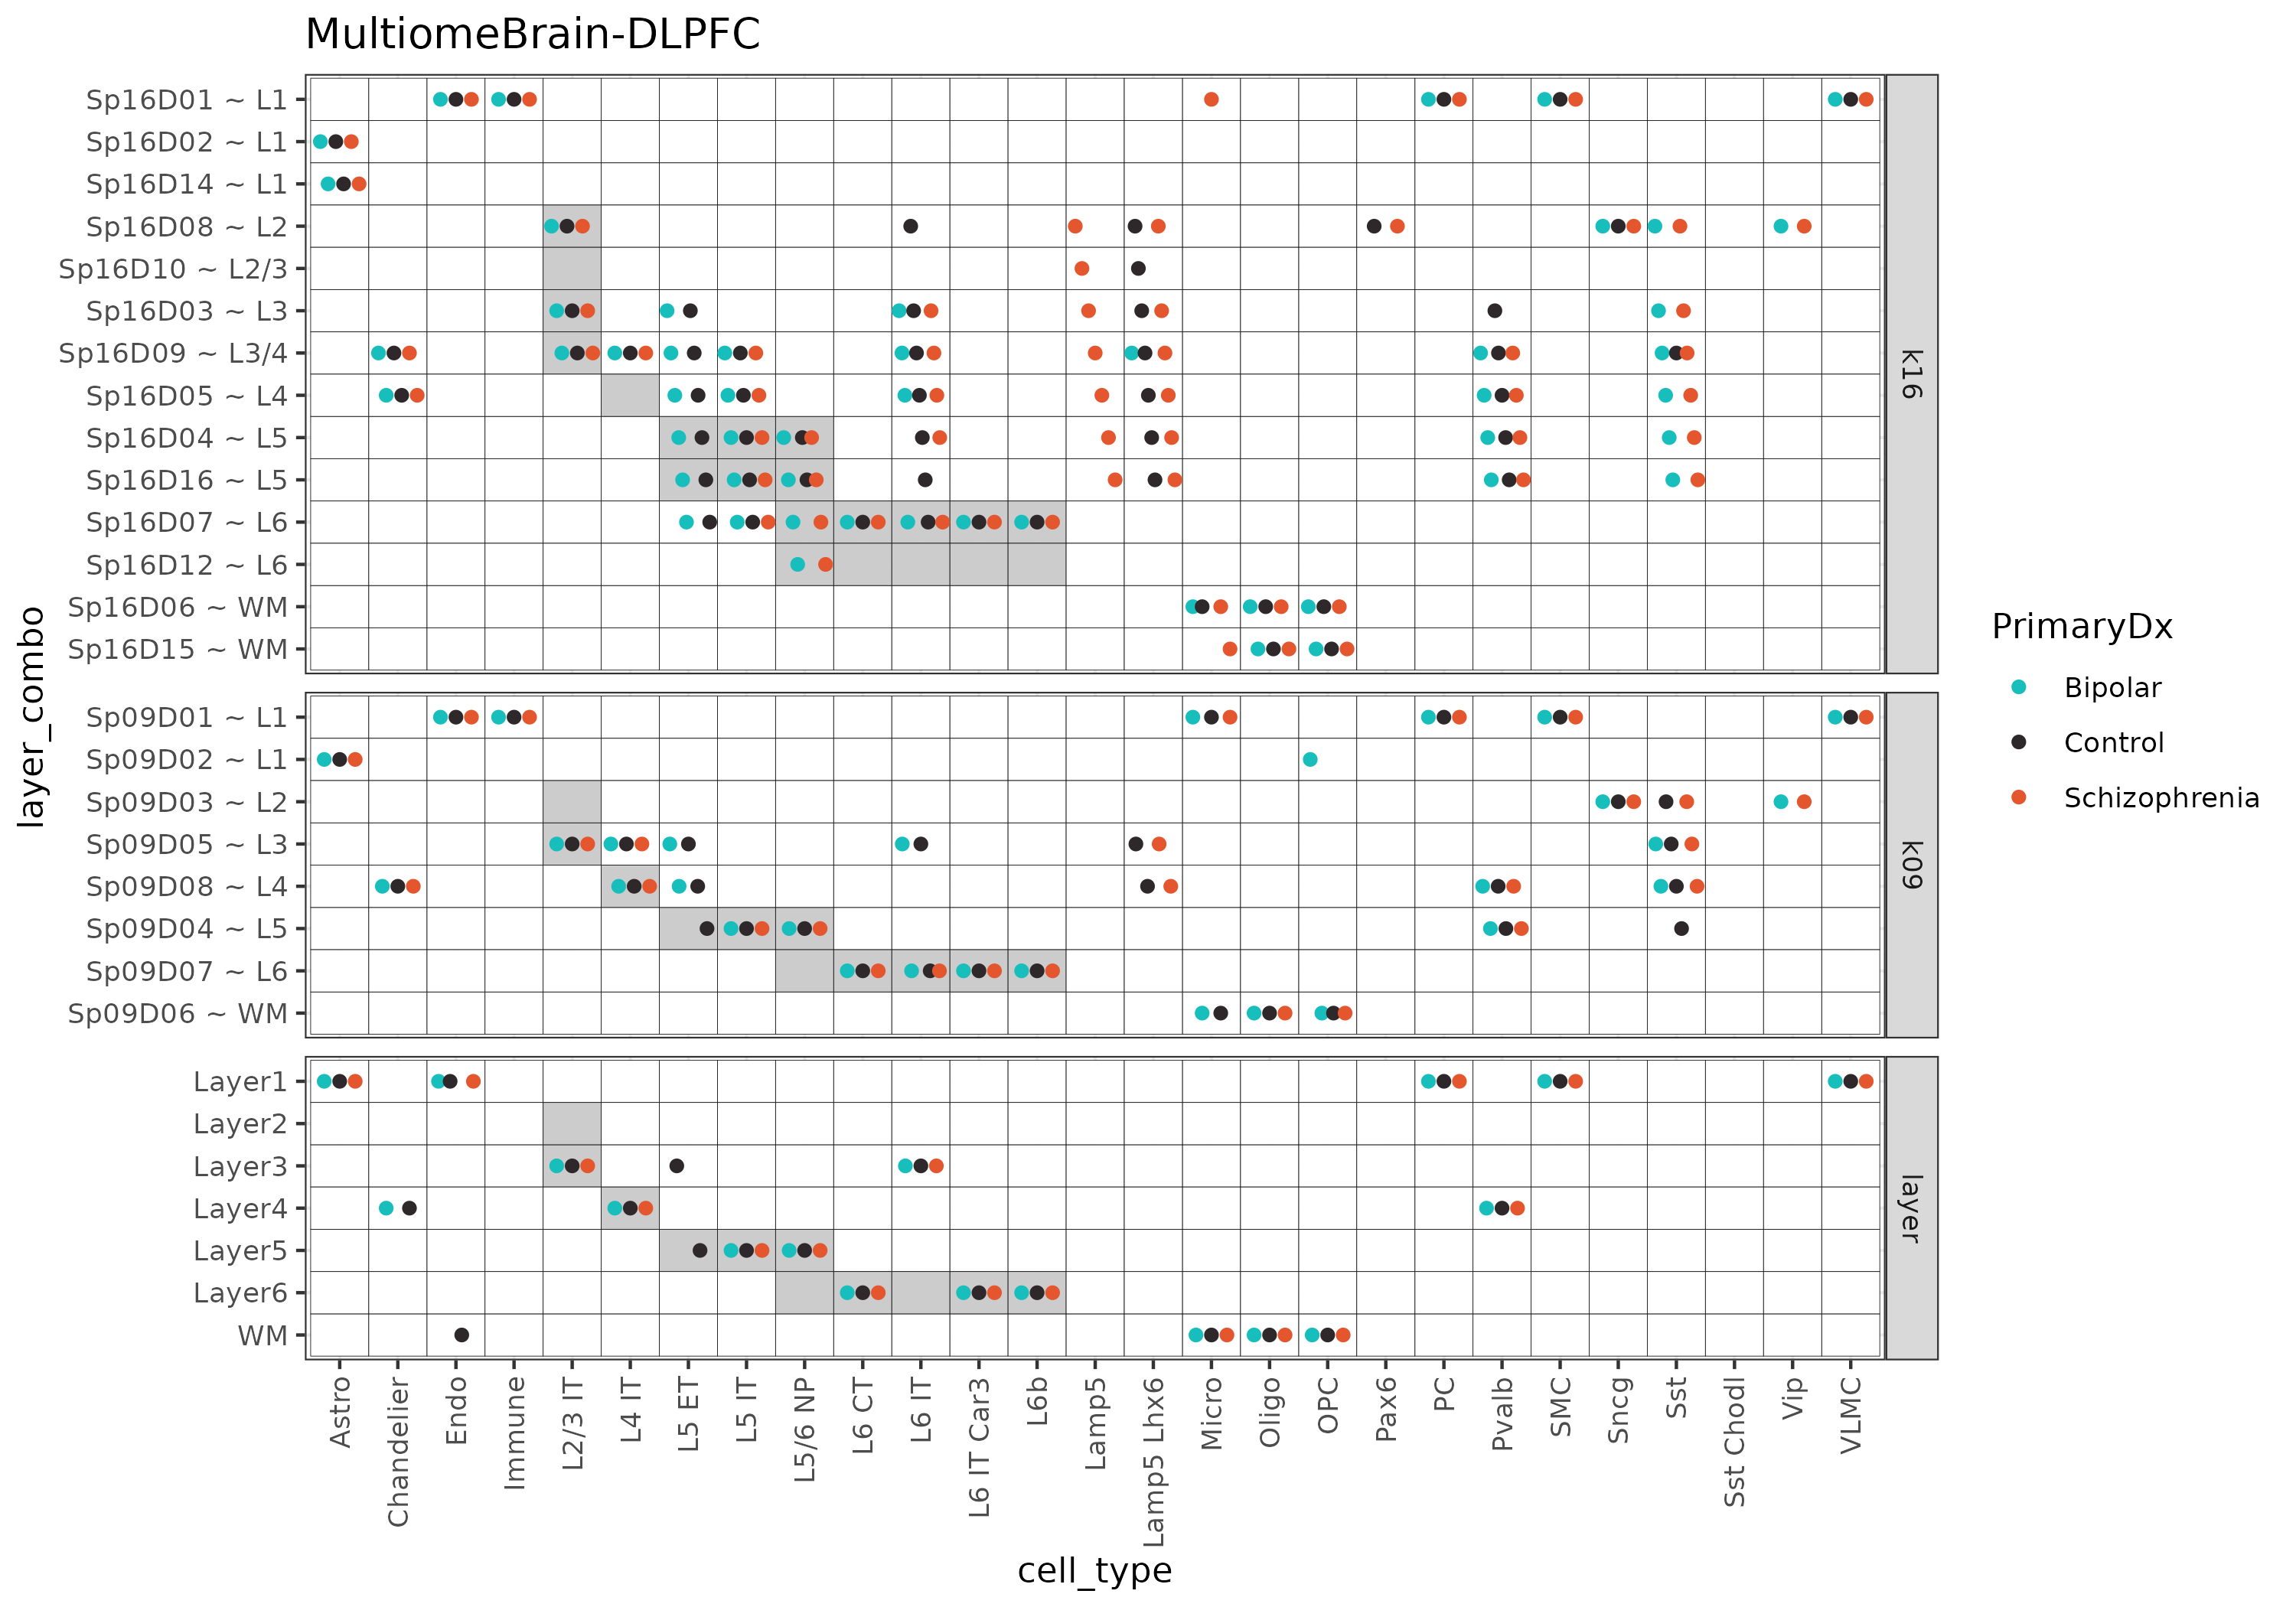 MultiomeBrain-DLPFC
layer_combo
Sp16D01 ~ L1
Sp16D02 ~ L1
Sp16D14 ~ L1
Sp16D08 ~ L2
Sp16D10 ~ L2/3
Sp16D03 ~ L3
Sp16D09 ~ L3/4
Sp16D05 ~ L4
Sp16D04 ~ L5
Sp16D16 ~ L5
Sp16D07 ~ L6
Sp16D12 ~ L6
Sp16D06 ~ WM
Sp16D15 ~ WM
k16
Sp09D01 ~ L1
Sp09D02 ~ L1
Sp09D03 ~ L2
Sp09D05 ~ L3
Sp09D08 ~ L4
Sp09D04 ~ L5
Sp09D07 ~ L6
Sp09D06 ~ WM
k09
Layer1
Layer2
Layer3
Layer4
Layer5
Layer6
WM
layer
Astro
Chandelier
Endo
Immune
L2/3 IT
L4 IT
L5 ET
L5 IT
L5/6 NP
L6 CT
L6 IT
L6 IT Car3
L6b
Lamp5
Lamp5 Lhx6
Micro
Oligo
OPC
Pax6
PC
Pvalb
SMC
Sncg
Sst
Sst Chodl
Vip
VLMC
cell_type
PrimaryDx
Bipolar
Control
Schizophrenia